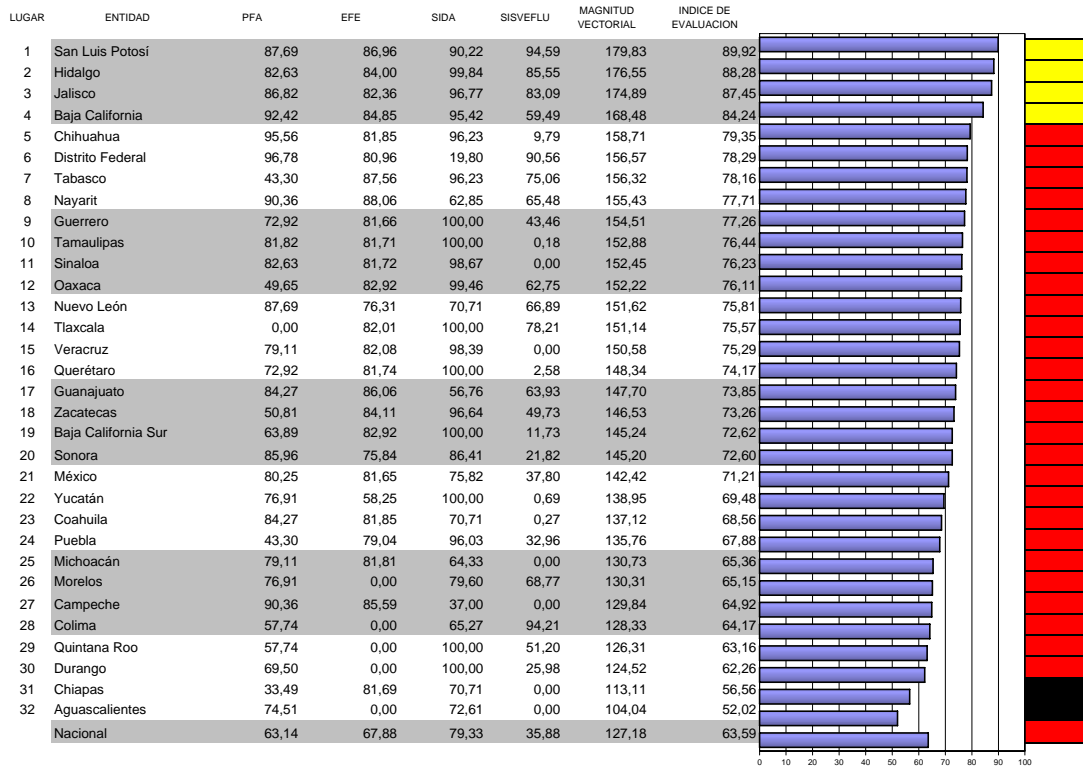 LUGAR ENTIDAD PFA EFE SIDA SISVEFLU MAGNITUD VECTORIAL INDICE DE EVALUACION
1 San Luis Potosí 87,69 86,96 90,22 94,59 179,83 89,92
2 Hidalgo 82,63 84,00 99,84 85,55 176,55 88,28
3 Jalisco 86,82 82,36 96,77 83,09 174,89 87,45
4 Baja California 92,42 84,85 95,42 59,49 168,48 84,24
5 Chihuahua 95,56 81,85 96,23 9,79 158,71 79,35
6 Distrito Federal 96,78 80,96 19,80 90,56 156,57 78,29
7 Tabasco 43,30 87,56 96,23 75,06 156,32 78,16
8 Nayarit 90,36 88,06 62,85 65,48 155,43 77,71
9 Guerrero 72,92 81,66 100,00 43,46 154,51 77,26
10 Tamaulipas 81,82 81,71 100,00 0,18 152,88 76,44
11 Sinaloa 82,63 81,72 98,67 0,00 152,45 76,23
12 Oaxaca 49,65 82,92 99,46 62,75 152,22 76,11
13 Nuevo León 87,69 76,31 70,71 66,89 151,62 75,81
14 Tlaxcala 0,00 82,01 100,00 78,21 151,14 75,57
15 Veracruz 79,11 82,08 98,39 0,00 150,58 75,29
16 Querétaro 72,92 81,74 100,00 2,58 148,34 74,17
17 Guanajuato 84,27 86,06 56,76 63,93 147,70 73,85
18 Zacatecas 50,81 84,11 96,64 49,73 146,53 73,26
19 Baja California Sur 63,89 82,92 100,00 11,73 145,24 72,62
20 Sonora 85,96 75,84 86,41 21,82 145,20 72,60
21 México 80,25 81,65 75,82 37,80 142,42 71,21
22 Yucatán 76,91 58,25 100,00 0,69 138,95 69,48
23 Coahuila 84,27 81,85 70,71 0,27 137,12 68,56
24 Puebla 43,30 79,04 96,03 32,96 135,76 67,88
25 Michoacán 79,11 81,81 64,33 0,00 130,73 65,36
26 Morelos 76,91 0,00 79,60 68,77 130,31 65,15
27 Campeche 90,36 85,59 37,00 0,00 129,84 64,92
28 Colima 57,74 0,00 65,27 94,21 128,33 64,17
29 Quintana Roo 57,74 0,00 100,00 51,20 126,31 63,16
30 Durango 69,50 0,00 100,00 25,98 124,52 62,26
31 Chiapas 33,49 81,69 70,71 0,00 113,11 56,56
32 Aguascalientes 74,51 0,00 72,61 0,00 104,04 52,02
Nacional 63,14 67,88 79,33 35,88 127,18 63,59
0 10 20 30 40 50 60 70 80 90 100